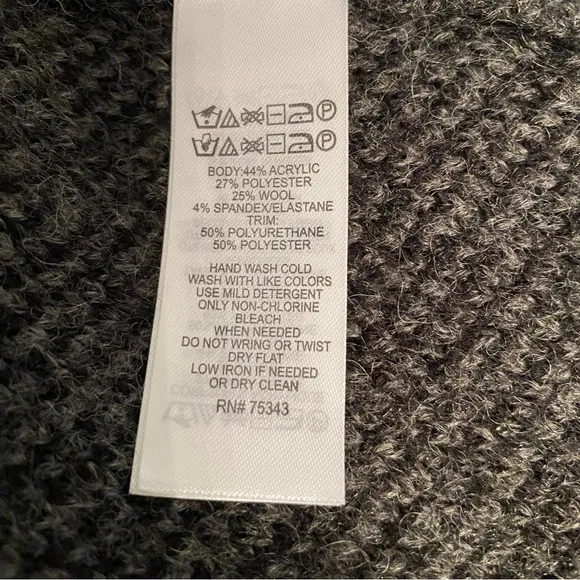 BODY:44% ACRYLIC
27% POLYESTER
25% WOOL
4% SPANDEX/ELASTANE
TRIM:
50% POLYURETHANE
50% POLYESTER
HAND WASH COLD
WASH WITH LIKE COLORS
USE MILD DETERGENT
ONLY NON-CHLORINE
BLEACH
WHEN NEEDED
DO NOT WRING OR TWIST
DRY FLAT
LOW IRON IF NEEDED
OR DRY CLEAN
RN# 75343